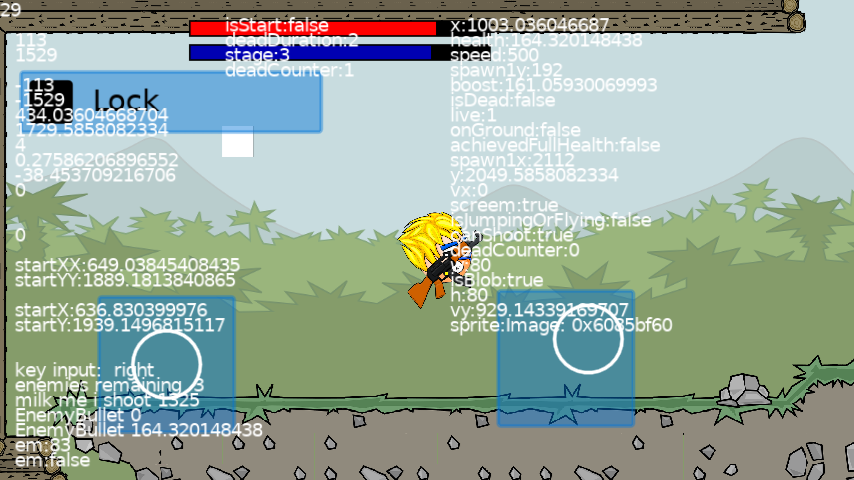 29
113
1529
-113
-1529
434.03604668704
1729.5858082334
4
0.27586206896552
-38.453709216706
0
0
startXX:649.03845408435
startYY:1889.1813840865
startX:636.830399976
startY:1939.1496815117
key input:  right
enemies remaining  3
milk me i shoot 1325
EnemyBullet 0
EnemyBullet 164.320148438
em:83
em:false
Lock
isStart:false
deadDuration:2
stage:3
deadCounter:1
x:1003.036046687
health:164.320148438
speed:500
spawn1y:192
boost:161.05930069993
isDead:false
live:1
onGround:false
achievedFullHealth:false
spawn1x:2112
y:2049.5858082334
vx:0
screem:true
isJumpingOrFlying:false
canShoot:true
deadCounter:0
isBlob:true
h:80
vy:929.14339169707
sprite:Image: 0x6085bf60